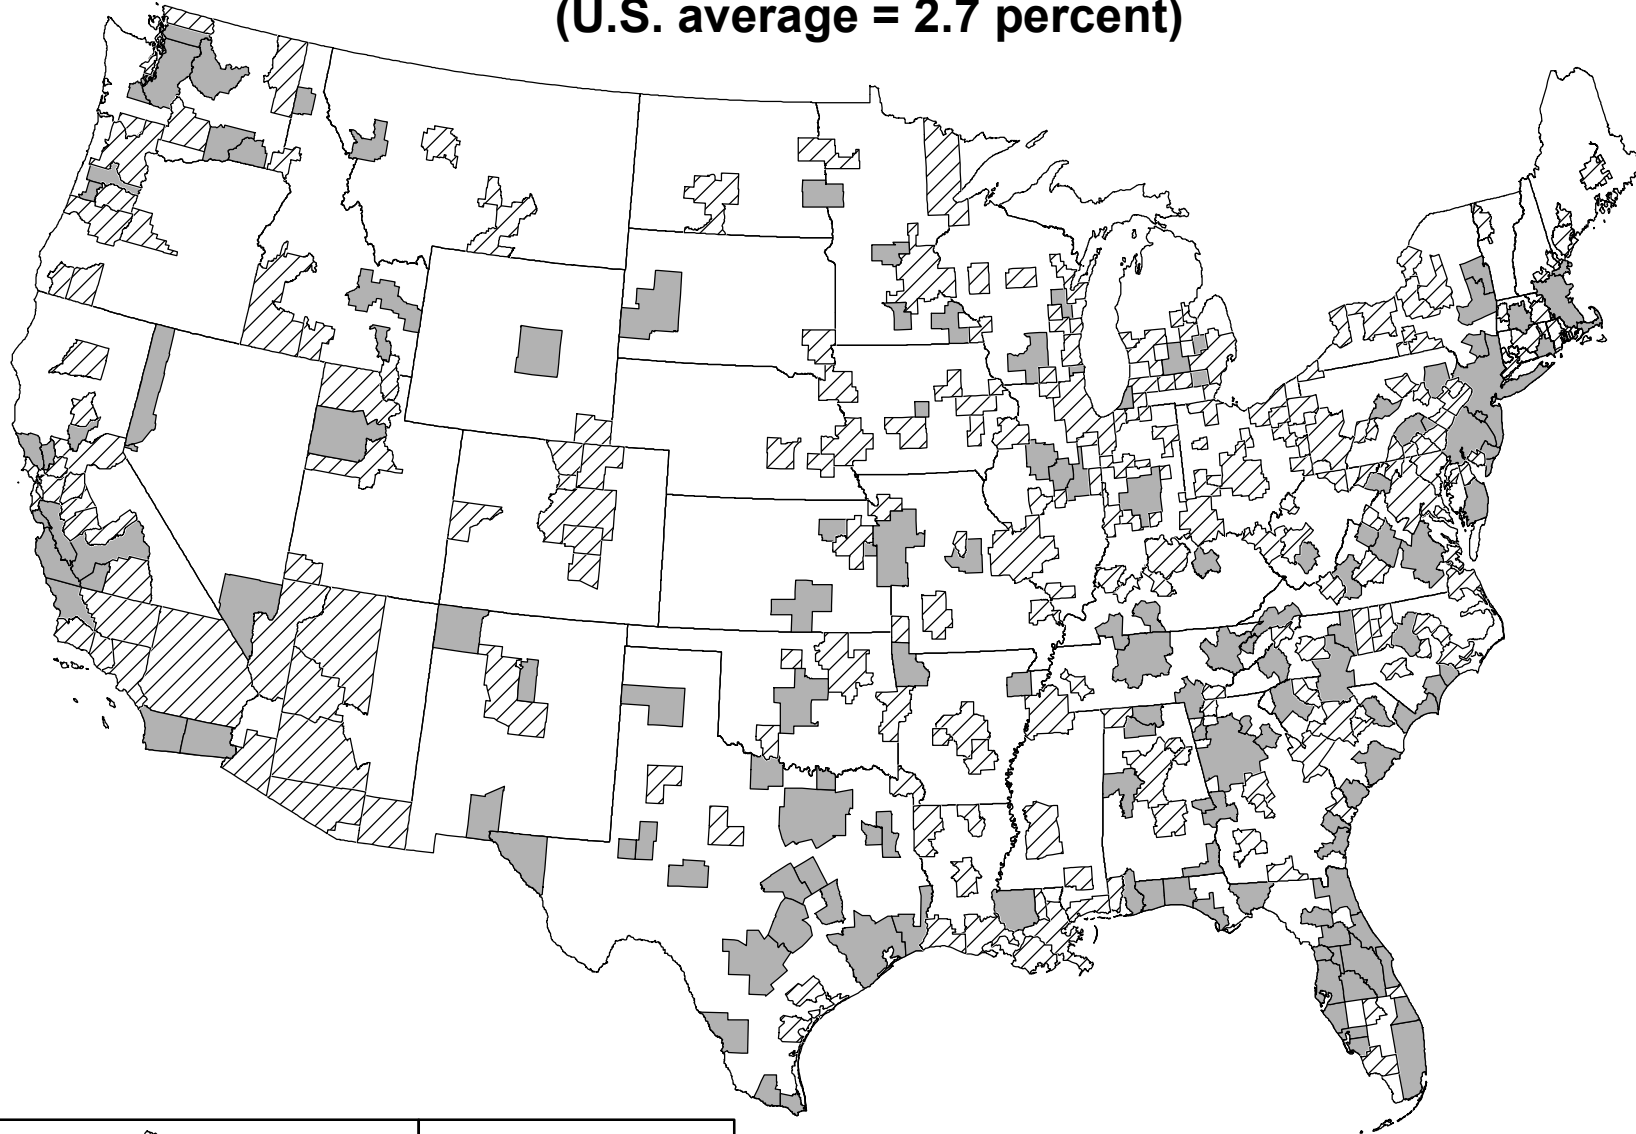 (U.S. average = 2.7 percent)